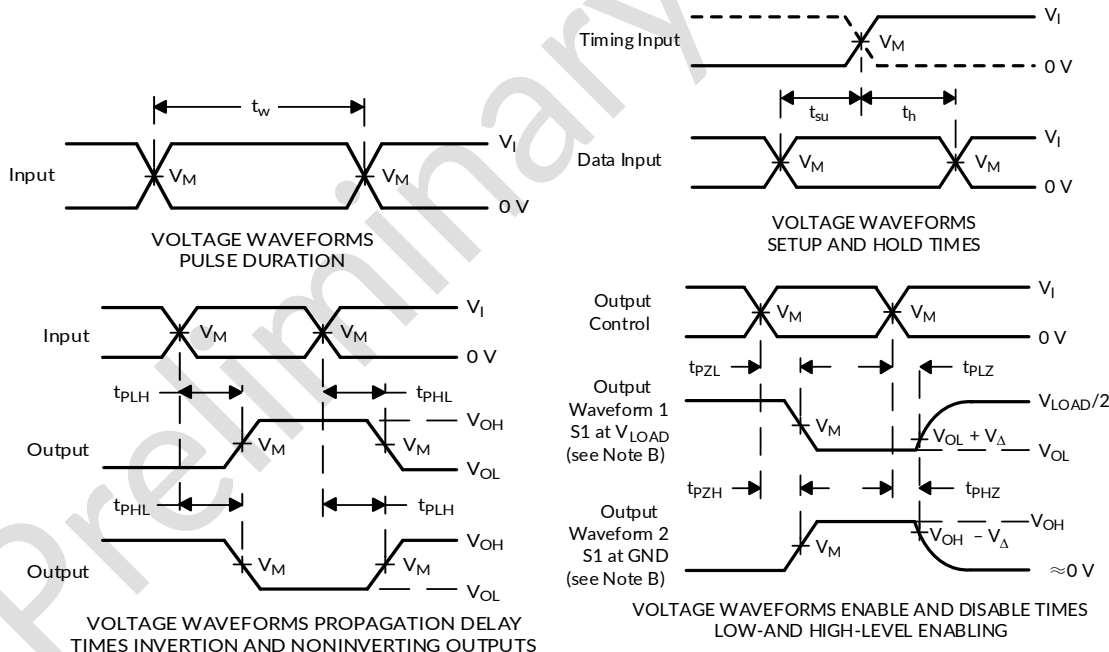 t_w
Input
V_M
V_M
V_I
0 V
VOLTAGE WAVEFORMS
PULSE DURATION
Timing Input
V_M
V_I
0 V
t_su
t_h
Data Input
V_M
V_M
V_I
0 V
VOLTAGE WAVEFORMS
SETUP AND HOLD TIMES
Input
V_M
V_M
V_I
0 V
t_PLH
t_PHL
Output
V_M
V_M
V_OH
V_OL
t_PHL
t_PLH
Output
V_M
V_M
V_OH
V_OL
VOLTAGE WAVEFORMS PROPAGATION DELAY
TIMES INVERTION AND NONINVERTING OUTPUTS
Output
Control
V_M
V_M
V_I
0 V
t_PZL
t_PLZ
Output
Waveform 1
S1 at V_LOAD
(see Note B)
V_M
V_OL + V_Δ
V_LOAD/2
V_OL
t_PZH
t_PHZ
Output
Waveform 2
S1 at GND
(see Note B)
V_M
V_OH − V_Δ
V_OH
≈0 V
VOLTAGE WAVEFORMS ENABLE AND DISABLE TIMES
LOW-AND HIGH-LEVEL ENABLING
Preliminary